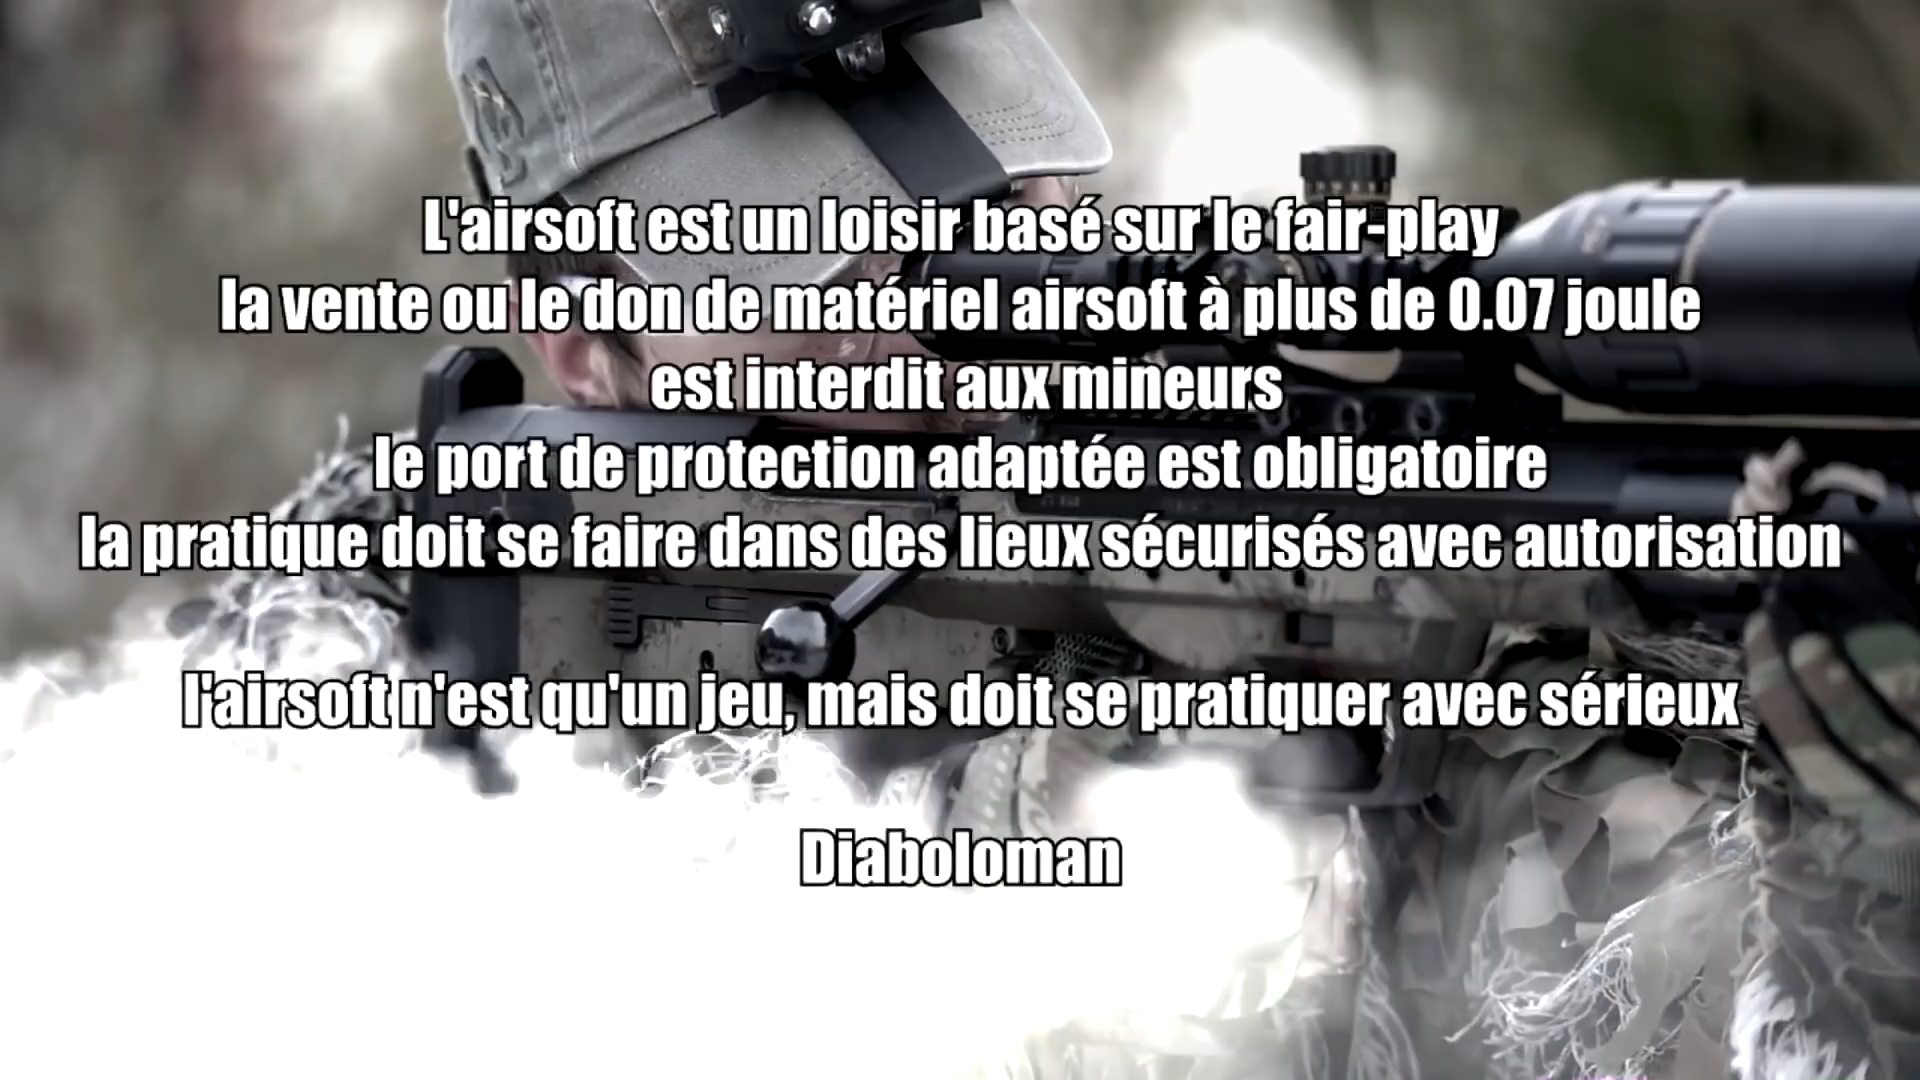 L'airsoft est un loisir basé sur le fair-play
la vente ou le don de matériel airsoft à plus de 0.07 joule
est interdit aux mineurs
le port de protection adaptée est obligatoire
la pratique doit se faire dans des lieux sécurisés avec autorisation
l'airsoft n'est qu'un jeu, mais doit se pratiquer avec sérieux
Diaboloman